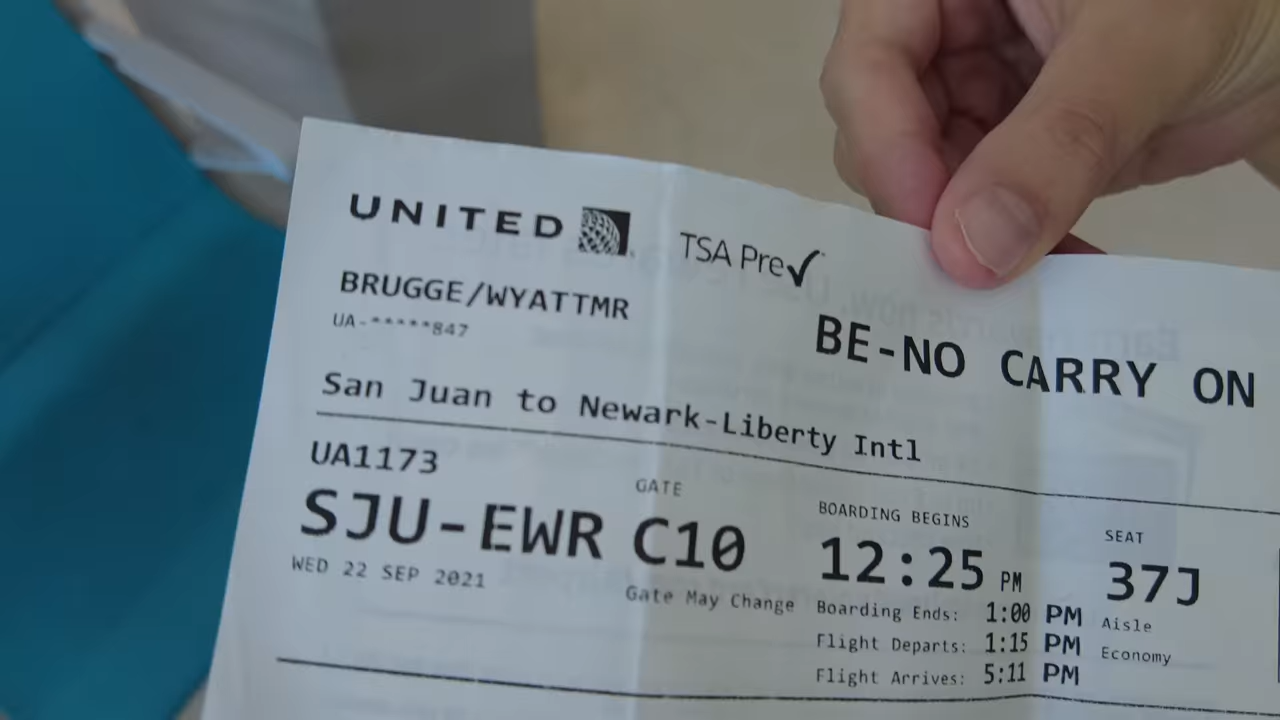 UNITED
TSA Pre✓
BRUGGE/WYATTMR
UA-*****847
BE-NO CARRY ON
San Juan to Newark-Liberty Intl
UA1173
SJU-EWR
WED 22 SEP 2021
GATE
C10
Gate May Change
BOARDING BEGINS
12:25 PM
Boarding Ends: 1:00 PM
Flight Departs: 1:15 PM
Flight Arrives: 5:11 PM
SEAT
37J
Aisle
Economy